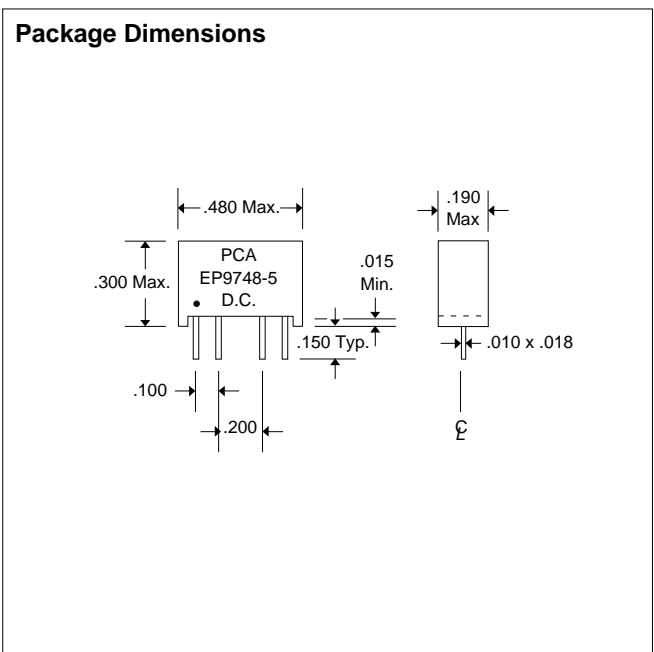 Package Dimensions
.480 Max.
.190
Max
PCA
EP9748-5
D.C.
.300 Max.
.015
Min.
.150 Typ.
.010 x .018
.100
.200
CL